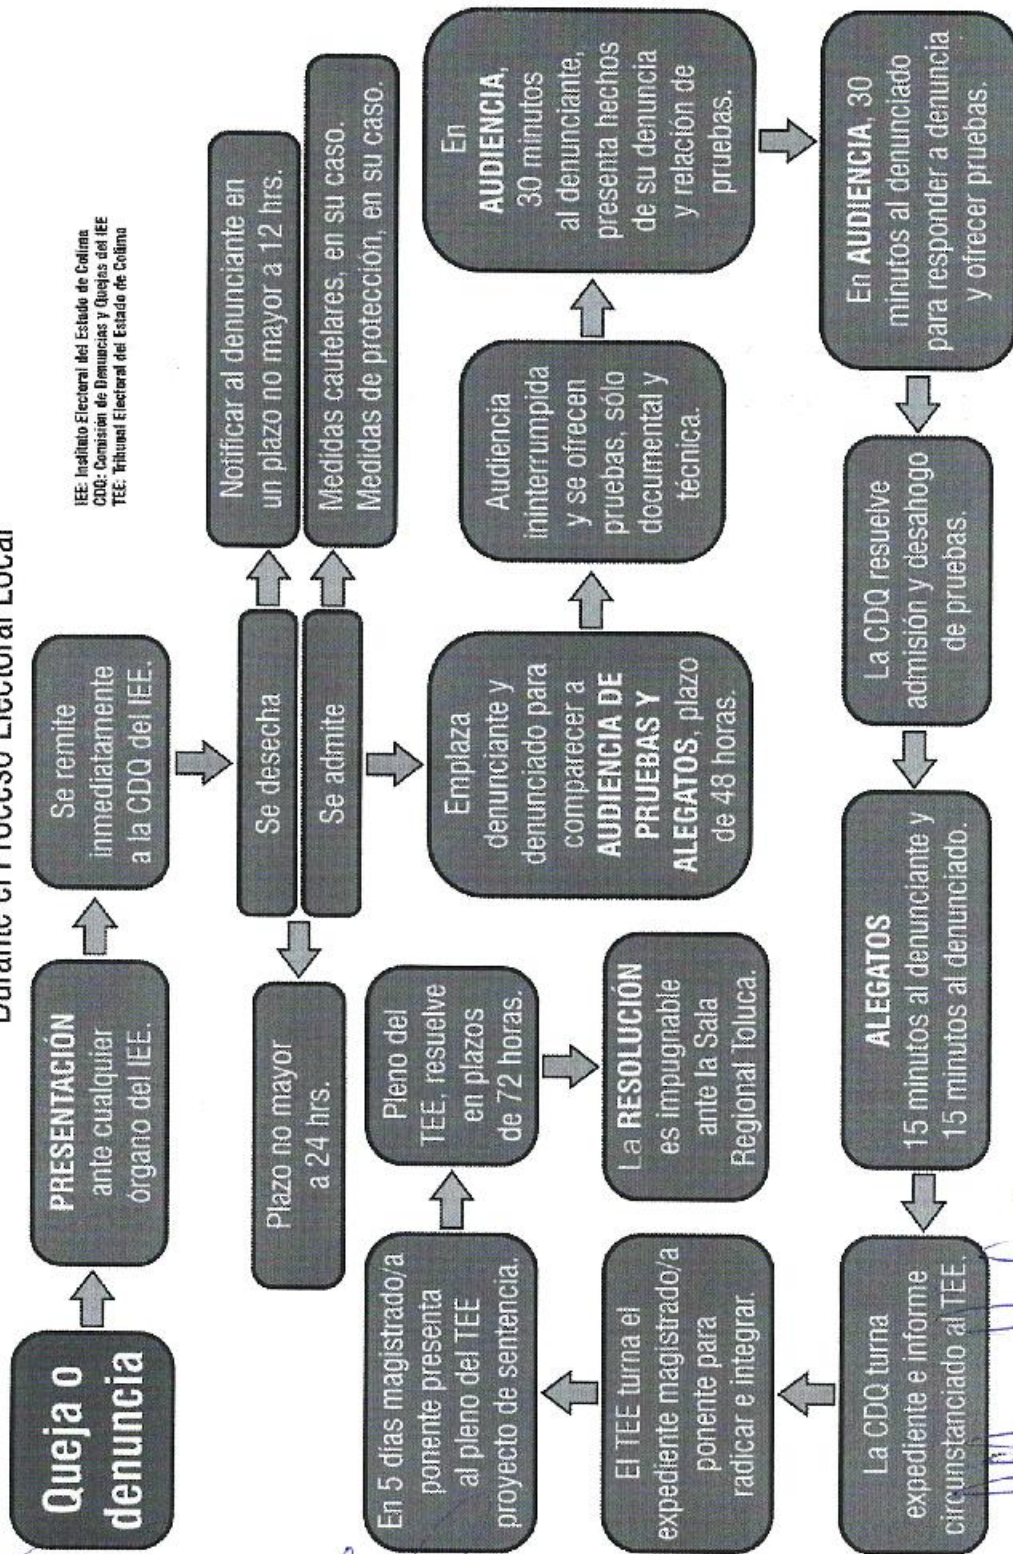 Durante el Proceso Electoral Local
IEE: Instituto Electoral del Estado de Colima
CDQ: Comisión de Denuncias y Quejas del IEE
TEE: Tribunal Electoral del Estado de Colima
Queja o
denuncia
PRESENTACIÓN
ante cualquier
órgano del IEE.
Se remite
inmediatamente
a la CDQ del IEE.
Se desecha
Se admite
Plazo no mayor
a 24 hrs.
Notificar al denunciante en
un plazo no mayor a 12 hrs.
Medidas cautelares, en su caso.
Medidas de protección, en su caso.
Emplaza
denunciante y
denunciado para
comparecer a
AUDIENCIA DE
PRUEBAS Y
ALEGATOS, plazo
de 48 horas.
Audiencia
ininterrumpida
y se ofrecen
pruebas, sólo
documental y
técnica.
En
AUDIENCIA,
30 minutos
al denunciante,
presenta hechos
de su denuncia
y relación de
pruebas.
En AUDIENCIA, 30
minutos al denunciado
para responder a denuncia
y ofrecer pruebas.
La CDQ resuelve
admisión y desahogo
de pruebas.
ALEGATOS
15 minutos al denunciante y
15 minutos al denunciado.
La CDQ turna
expediente e informe
circunstanciado al TEE.
El TEE turna el
expediente magistrado/a
ponente para
radicar e integrar.
En 5 días magistrado/a
ponente presenta
al pleno del TEE
proyecto de sentencia.
Pleno del
TEE, resuelve
en plazos
de 72 horas.
La RESOLUCIÓN
es impugnable
ante la Sala
Regional Toluca.